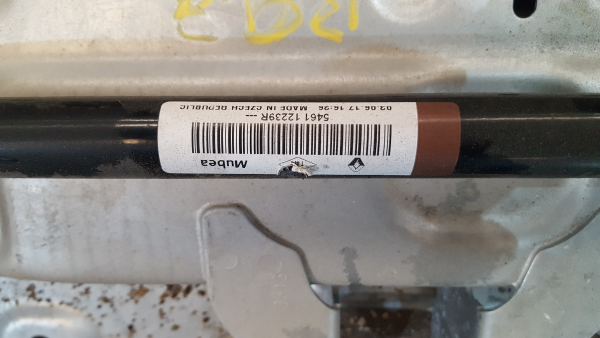 Mubea
5461 12239R ---
03.06.17 16:26 MADE IN CZECH REPUBLIC